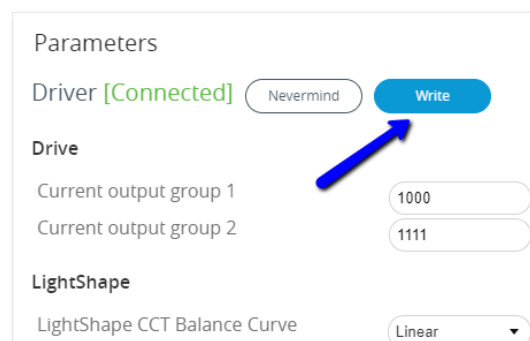 Parameters
Driver [Connected] Nevermind Write
Drive
Current output group 1 1000
Current output group 2 1111
LightShape
LightShape CCT Balance Curve Linear